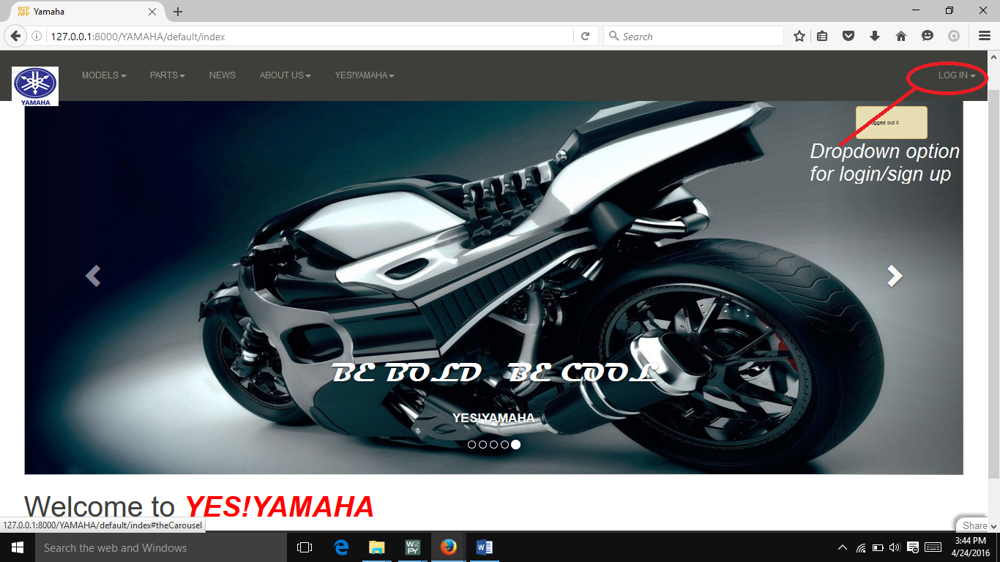 Yamaha
127.0.0.1:8000/YAMAHA/default/index
Search
YAMAHA
MODELS
PARTS
NEWS
ABOUT US
YES!YAMAHA
LOG IN
gged out X
Dropdown option
for login/sign up
BE BOLD BE COOL
YES!YAMAHA
Welcome to YES!YAMAHA
127.0.0.1:8000/YAMAHA/default/index#theCarousel
Share
Search the web and Windows
W2
PY
3:44 PM
4/24/2016